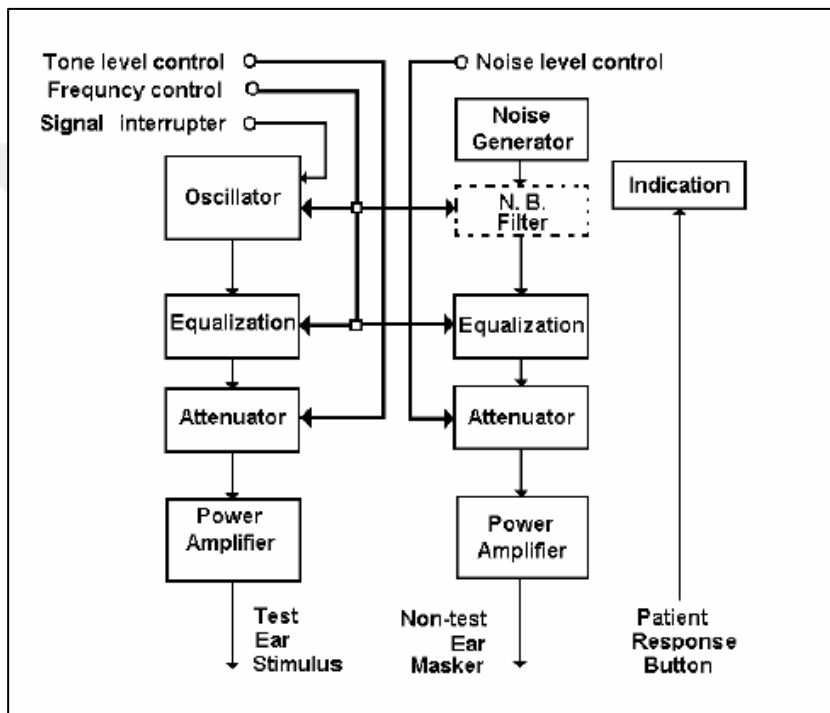 Tone level control
Frequncy control
Signal interrupter
Noise level control
Noise
Generator
Oscillator
N. B.
Filter
Indication
Equalization
Equalization
Attenuator
Attenuator
Power
Amplifier
Power
Amplifier
Test
Ear
Stimulus
Non-test
Ear
Masker
Patient
Response
Button